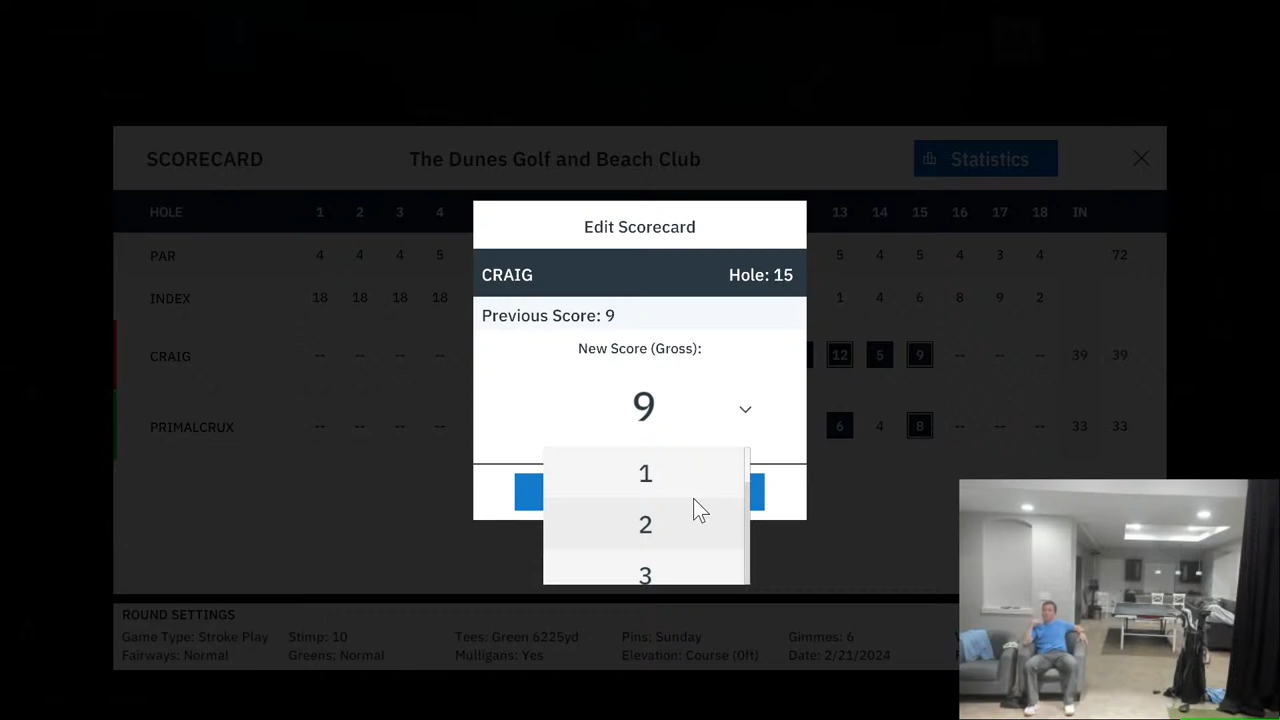 SCORECARD The Dunes Golf and Beach Club Statistics
HOLE 1 2 3 4 13 14 15 16 17 18 IN
PAR 4 4 4 5 5 4 5 4 3 4 72
INDEX 18 18 18 18 1 4 6 8 9 2
CRAIG -- -- -- -- 12 5 9 -- -- -- 39 39
PRIMALCRUX -- -- -- -- 6 4 8 -- -- -- 33 33
Edit Scorecard
CRAIG Hole: 15
Previous Score: 9
New Score (Gross):
9
1
2
3
ROUND SETTINGS
Game Type: Stroke Play Stimp: 10 Tees: Green 6225yd Pins: Sunday Gimmes: 6
Fairways: Normal Greens: Normal Mulligans: Yes Elevation: Course (0ft) Date: 2/21/2024